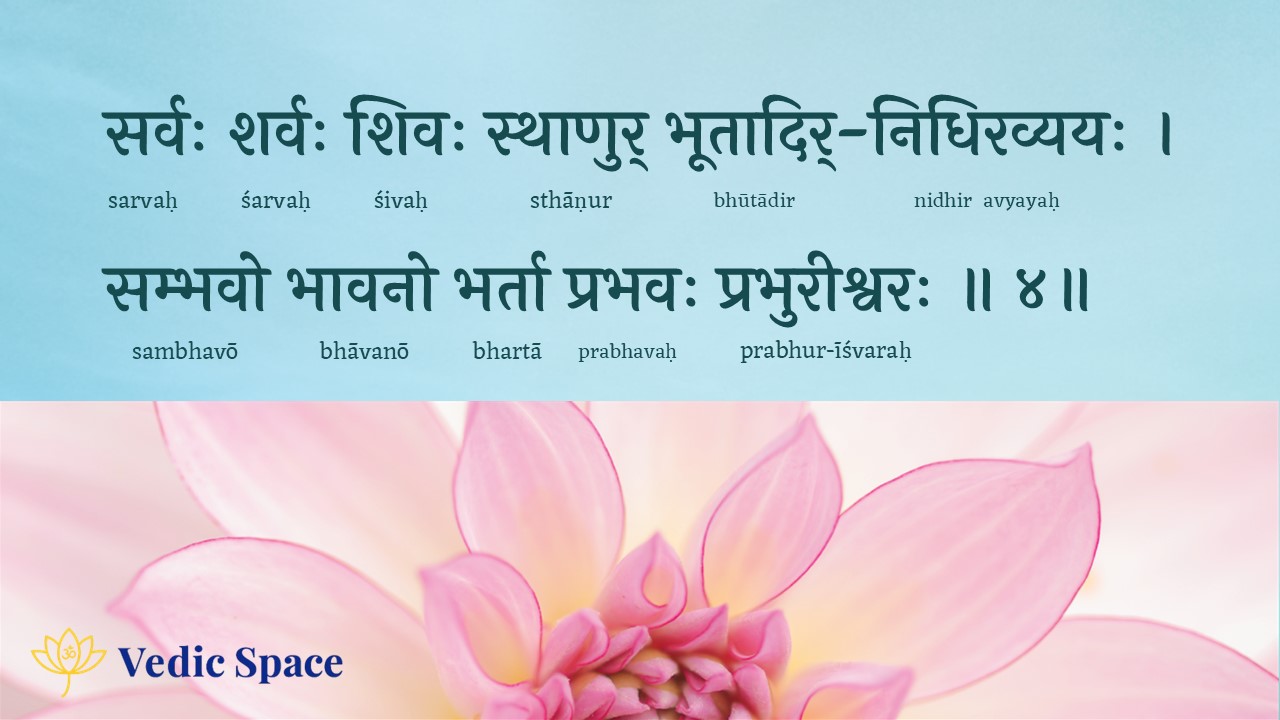 सर्वः शर्वः शिवः स्थाणुर् भूतादिर्-निधिरव्ययः ।
sarvaḥ śarvaḥ śivaḥ sthāṇur bhūtādir nidhir avyayaḥ
सम्भवो भावनो भर्ता प्रभवः प्रभुरीश्वरः ॥ ४॥
sambhavō bhāvanō bhartā prabhavaḥ prabhur-īśvaraḥ
ॐ
Vedic Space